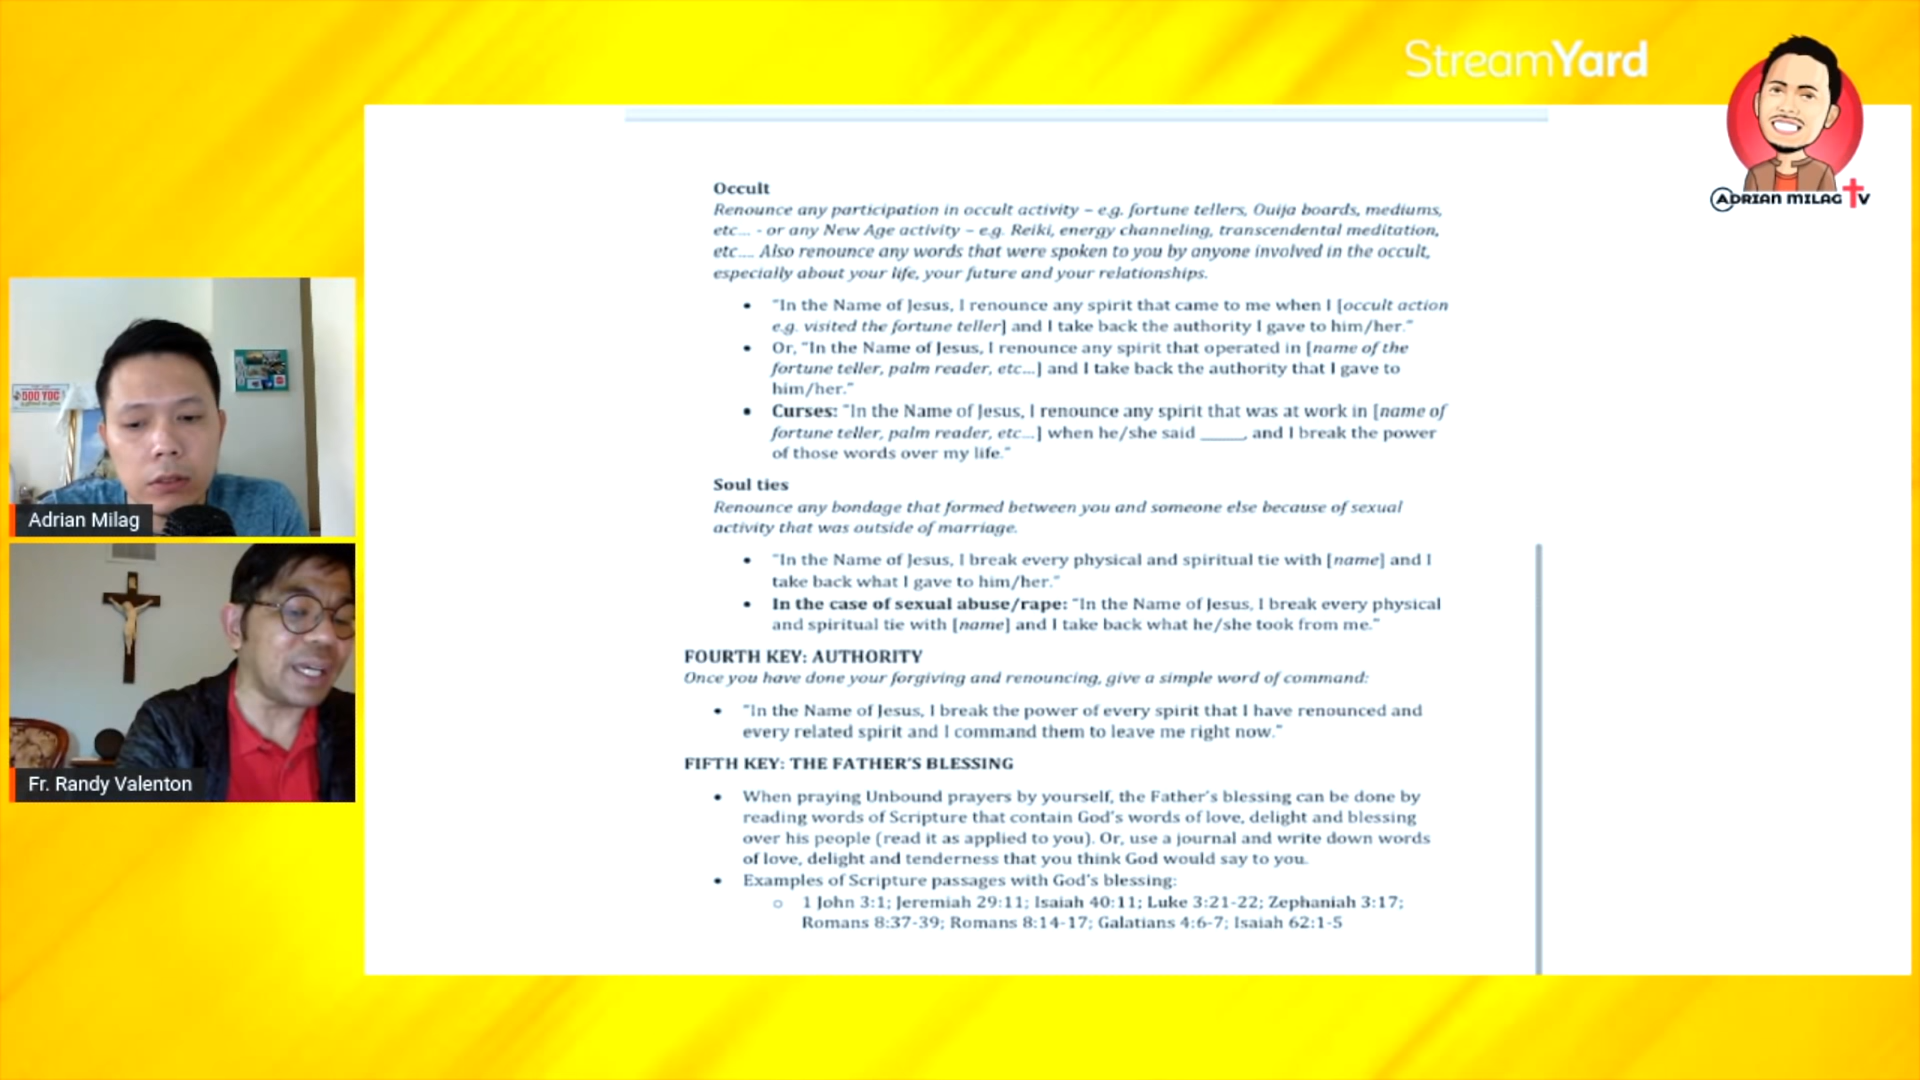 StreamYard
ADRIAN MILAG TV
Occult
Renounce any participation in occult activity – e.g. fortune tellers, Ouija boards, mediums,
etc... - or any New Age activity – e.g. Reiki, energy channeling, transcendental meditation,
etc.... Also renounce any words that were spoken to you by anyone involved in the occult,
especially about your life, your future and your relationships.
• "In the Name of Jesus, I renounce any spirit that came to me when I [occult action
e.g. visited the fortune teller] and I take back the authority I gave to him/her."
• Or, "In the Name of Jesus, I renounce any spirit that operated in [name of the
fortune teller, palm reader, etc...] and I take back the authority that I gave to
him/her."
• Curses: "In the Name of Jesus, I renounce any spirit that was at work in [name of
fortune teller, palm reader, etc...] when he/she said _____, and I break the power
of those words over my life."
Soul ties
Renounce any bondage that formed between you and someone else because of sexual
activity that was outside of marriage.
• "In the Name of Jesus, I break every physical and spiritual tie with [name] and I
take back what I gave to him/her."
• In the case of sexual abuse/rape: "In the Name of Jesus, I break every physical
and spiritual tie with [name] and I take back what he/she took from me."
FOURTH KEY: AUTHORITY
Once you have done your forgiving and renouncing, give a simple word of command:
• "In the Name of Jesus, I break the power of every spirit that I have renounced and
every related spirit and I command them to leave me right now."
FIFTH KEY: THE FATHER'S BLESSING
• When praying Unbound prayers by yourself, the Father's blessing can be done by
reading words of Scripture that contain God's words of love, delight and blessing
over his people (read it as applied to you). Or, use a journal and write down words
of love, delight and tenderness that you think God would say to you.
• Examples of Scripture passages with God's blessing:
○ 1 John 3:1; Jeremiah 29:11; Isaiah 40:11; Luke 3:21-22; Zephaniah 3:17;
Romans 8:37-39; Romans 8:14-17; Galatians 4:6-7; Isaiah 62:1-5
Adrian Milag
Fr. Randy Valenton